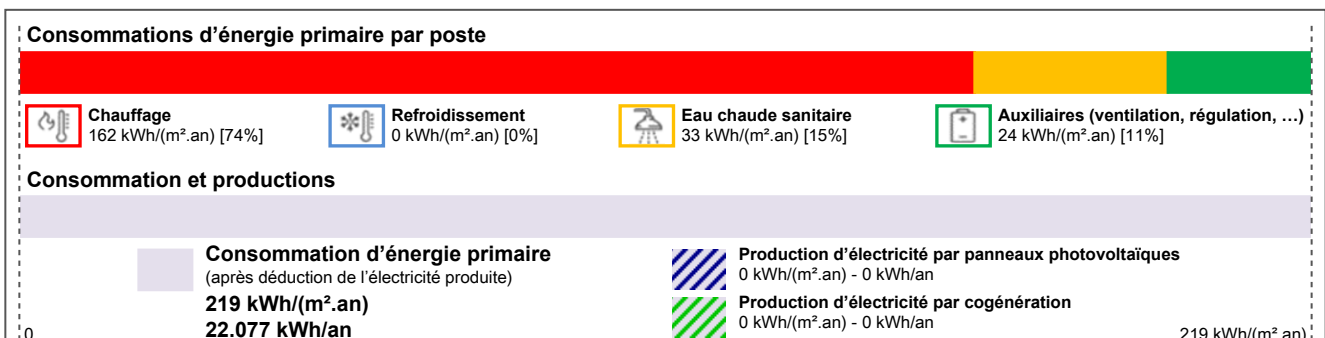 Consommations d’énergie primaire par poste
Chauffage
162 kWh/(m².an) [74%]
Refroidissement
0 kWh/(m².an) [0%]
Eau chaude sanitaire
33 kWh/(m².an) [15%]
Auxiliaires (ventilation, régulation, …)
24 kWh/(m².an) [11%]
Consommation et productions
Consommation d’énergie primaire
(après déduction de l’électricité produite)
219 kWh/(m².an)
22.077 kWh/an
Production d’électricité par panneaux photovoltaïques
0 kWh/(m².an) - 0 kWh/an
Production d’électricité par cogénération
0 kWh/(m².an) - 0 kWh/an
0
219 kWh/(m².an)